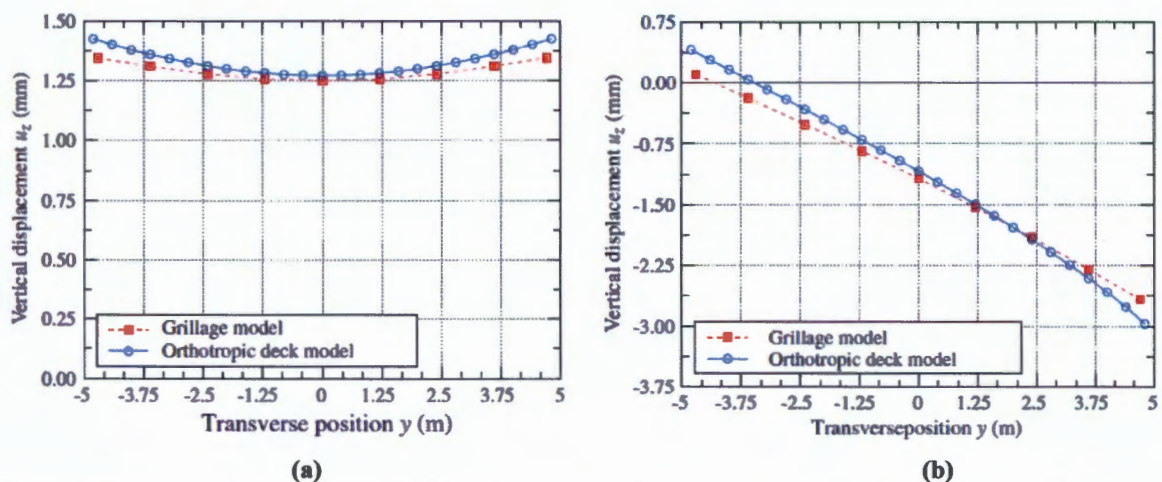 1.50
1.25
1.00
0.75
0.50
0.25
0.00
Vertical displacement u_z (mm)
Grillage model
Orthotropic deck model
-5 -3.75 -2.5 -1.25 0 1.25 2.5 3.75 5
Transverse position y (m)
(a)
0.75
0.00
-0.75
-1.50
-2.25
-3.00
-3.75
Vertical displacement u_z (mm)
Grillage model
Orthotropic deck model
-5 -3.75 -2.5 -1.25 0 1.25 2.5 3.75 5
Transverseposition y (m)
(b)